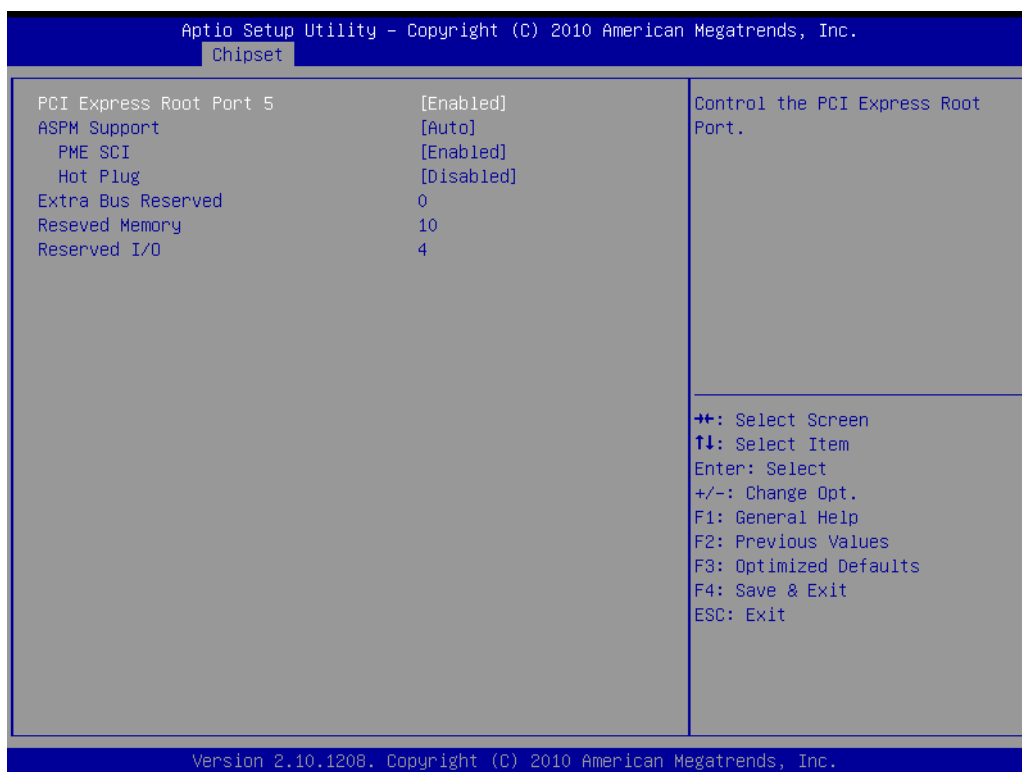 Aptio Setup Utility – Copyright (C) 2010 American Megatrends, Inc.
Chipset
PCI Express Root Port 5 [Enabled]
ASPM Support [Auto]
PME SCI [Enabled]
Hot Plug [Disabled]
Extra Bus Reserved 0
Reseved Memory 10
Reserved I/O 4
Control the PCI Express Root
Port.
→←: Select Screen
↑↓: Select Item
Enter: Select
+/-: Change Opt.
F1: General Help
F2: Previous Values
F3: Optimized Defaults
F4: Save & Exit
ESC: Exit
Version 2.10.1208. Copyright (C) 2010 American Megatrends, Inc.